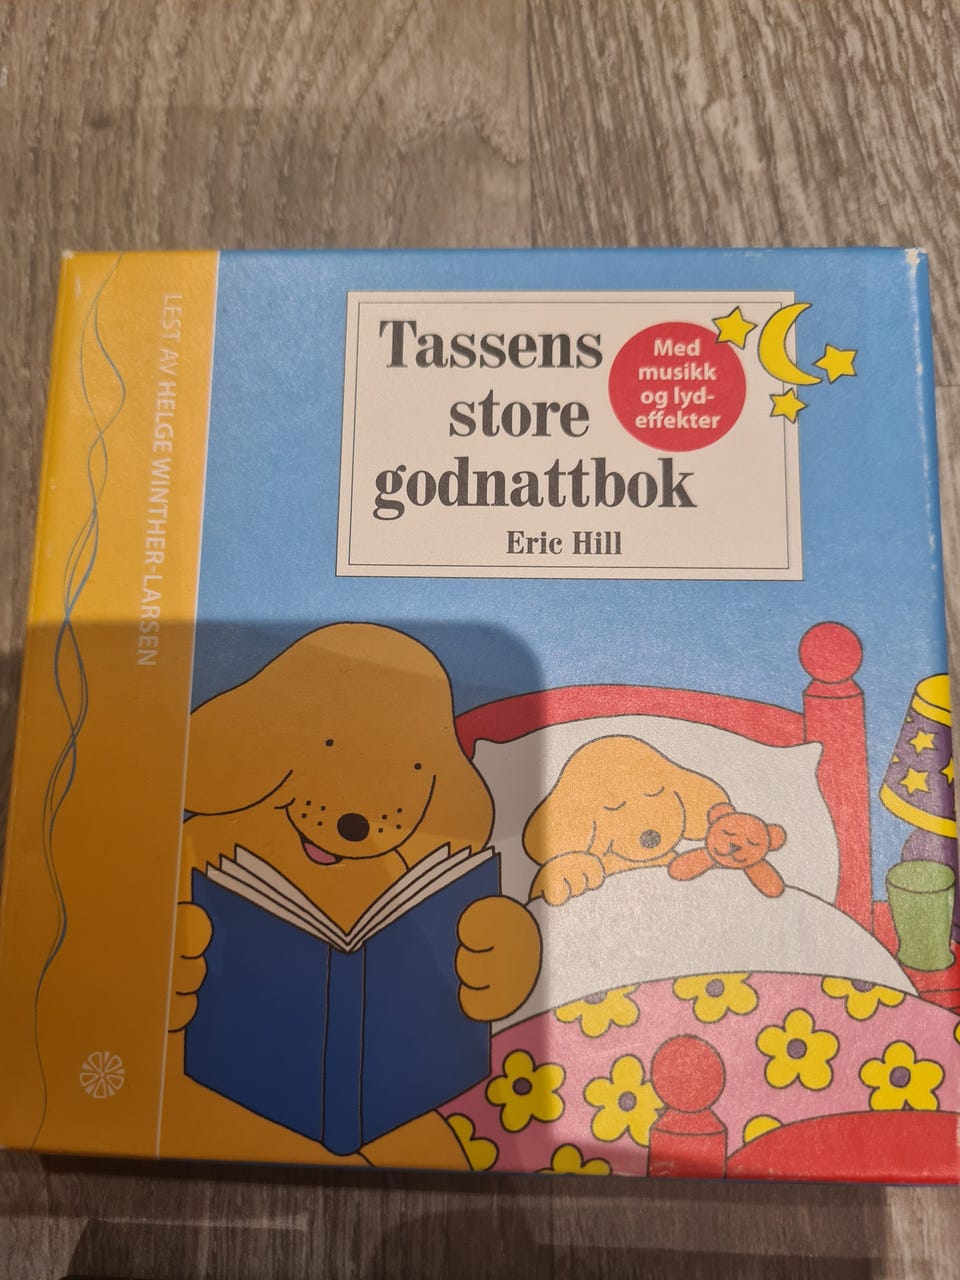 LEST AV HELGE WINTHER-LARSEN
Tassens
store
godnattbok
Eric Hill
Med
musikk
og lyd-
effekter